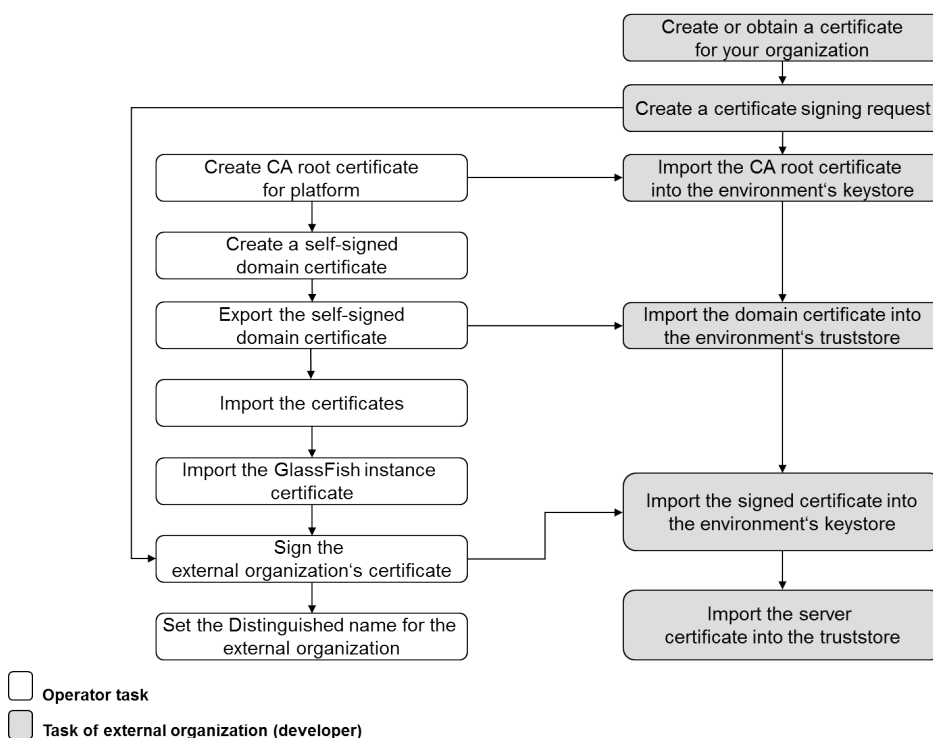 Create or obtain a certificate
for your organization
Create a certificate signing request
Create CA root certificate
for platform
Import the CA root certificate
into the environment‘s keystore
Create a self-signed
domain certificate
Export the self-signed
domain certificate
Import the domain certificate into
the environment‘s truststore
Import the certificates
Import the GlassFish instance
certificate
Import the signed certificate into
the environment‘s keystore
Sign the
external organization‘s certificate
Set the Distinguished name for the
external organization
Import the server
certificate into the truststore
Operator task
Task of external organization (developer)